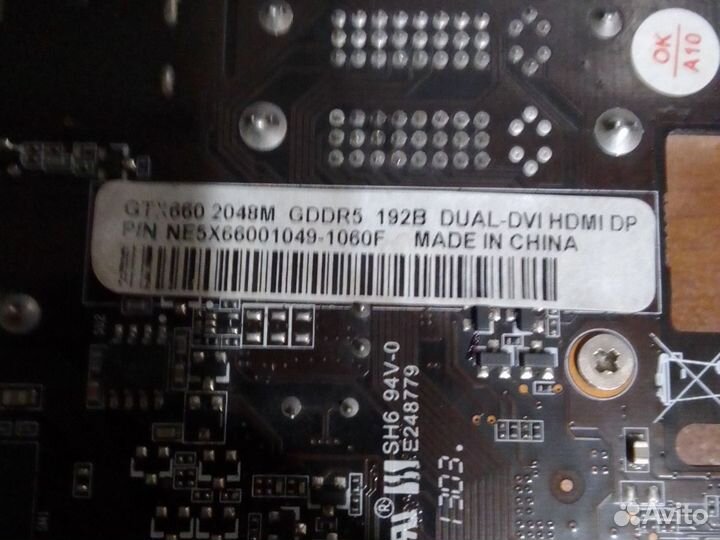 OK
A10
GTX660 2048M GDDR5 192B DUAL-DVI HDMI DP
P/N NE5X66001049-1060F MADE IN CHINA
SH6 94V-0
E248779
1303.
Avito